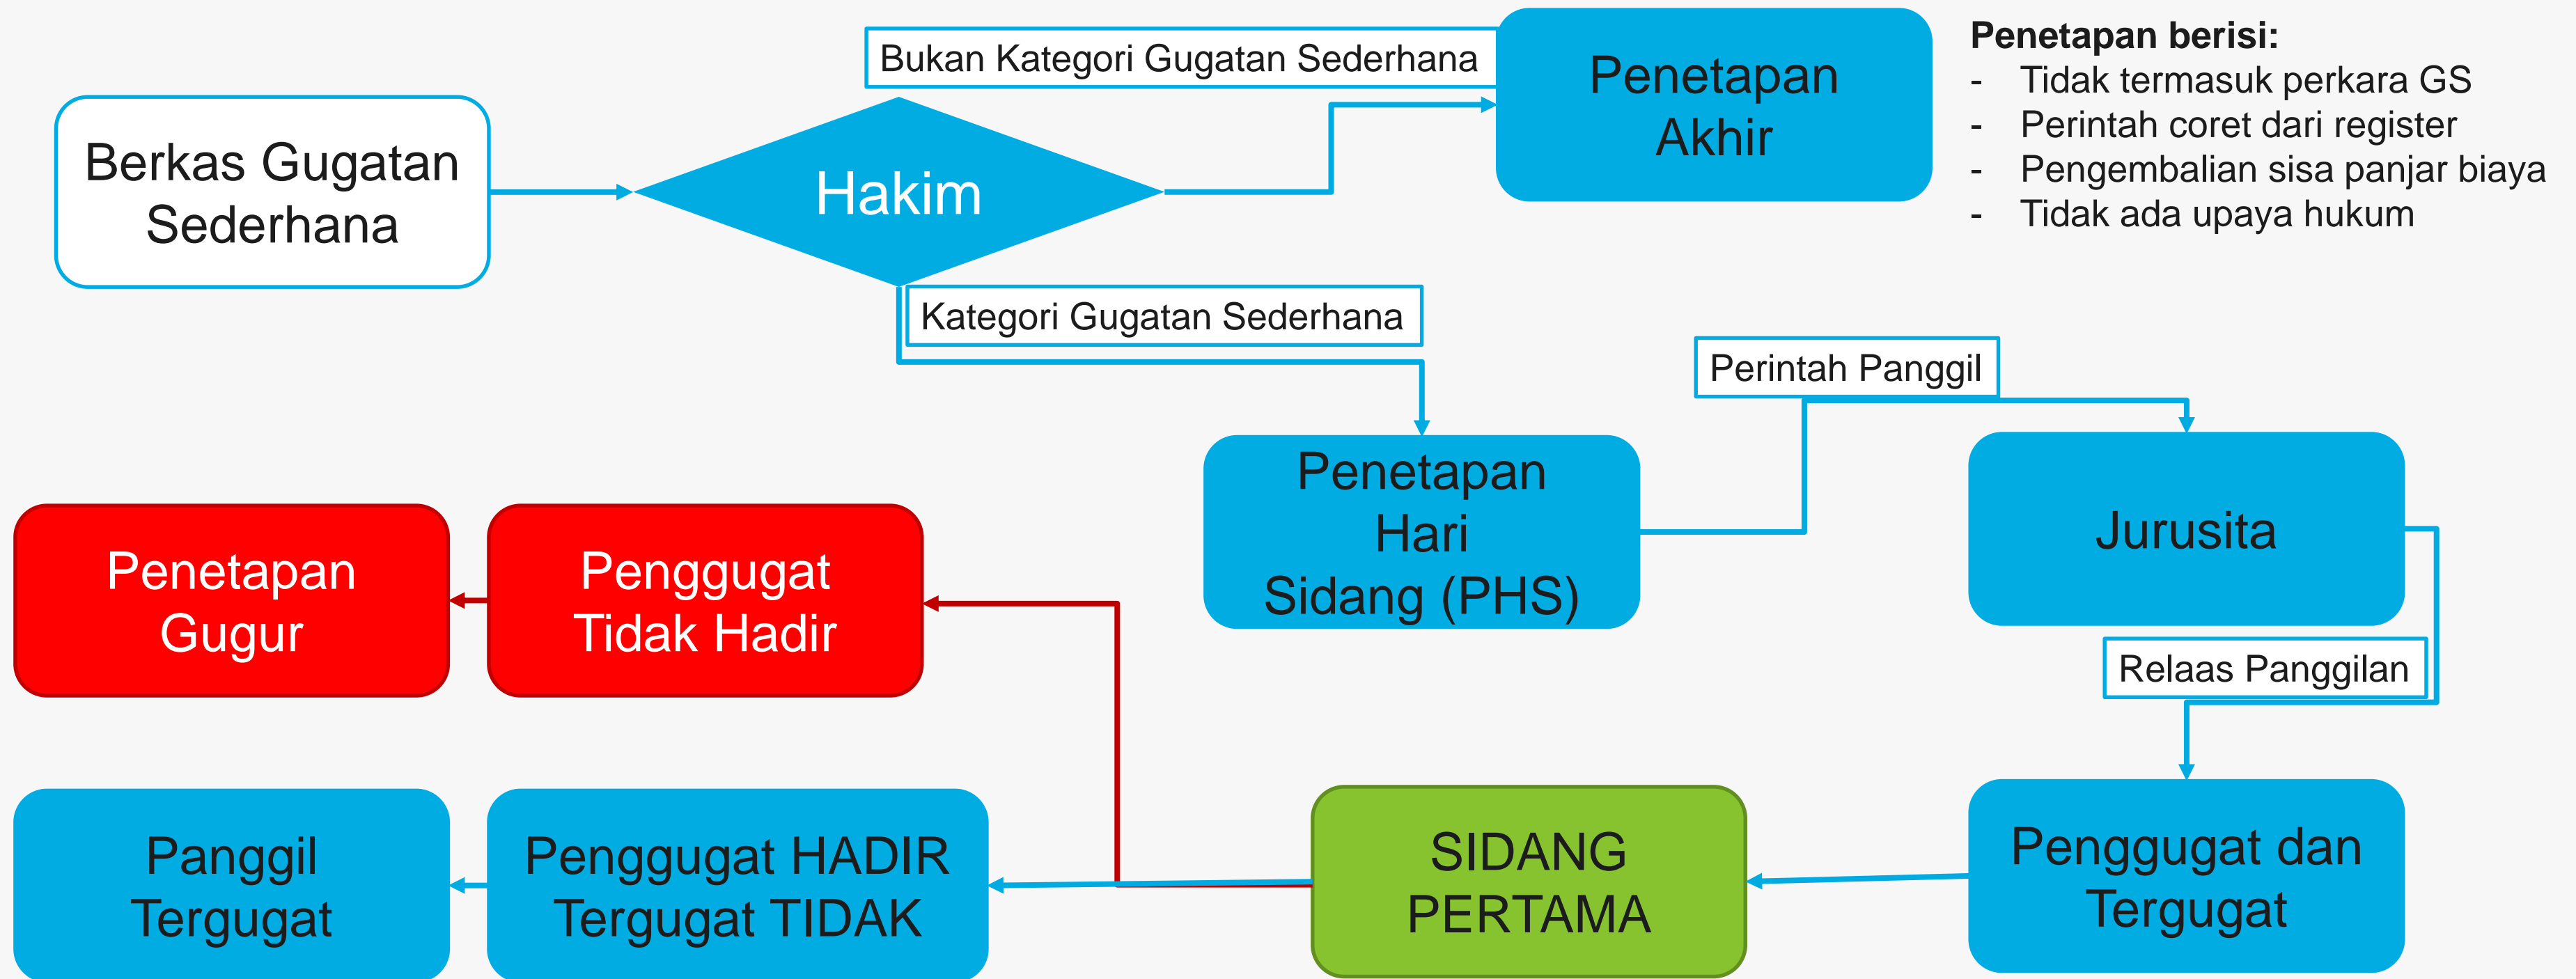 Bukan Kategori Gugatan Sederhana
Penetapan
Akhir
Penetapan berisi:
- Tidak termasuk perkara GS
- Perintah coret dari register
- Pengembalian sisa panjar biaya
- Tidak ada upaya hukum
Berkas Gugatan
Sederhana
Hakim
Kategori Gugatan Sederhana
Perintah Panggil
Penetapan
Hari
Sidang (PHS)
Jurusita
Penetapan
Gugur
Penggugat
Tidak Hadir
Relaas Panggilan
Panggil
Tergugat
Penggugat HADIR
Tergugat TIDAK
SIDANG
PERTAMA
Penggugat dan
Tergugat